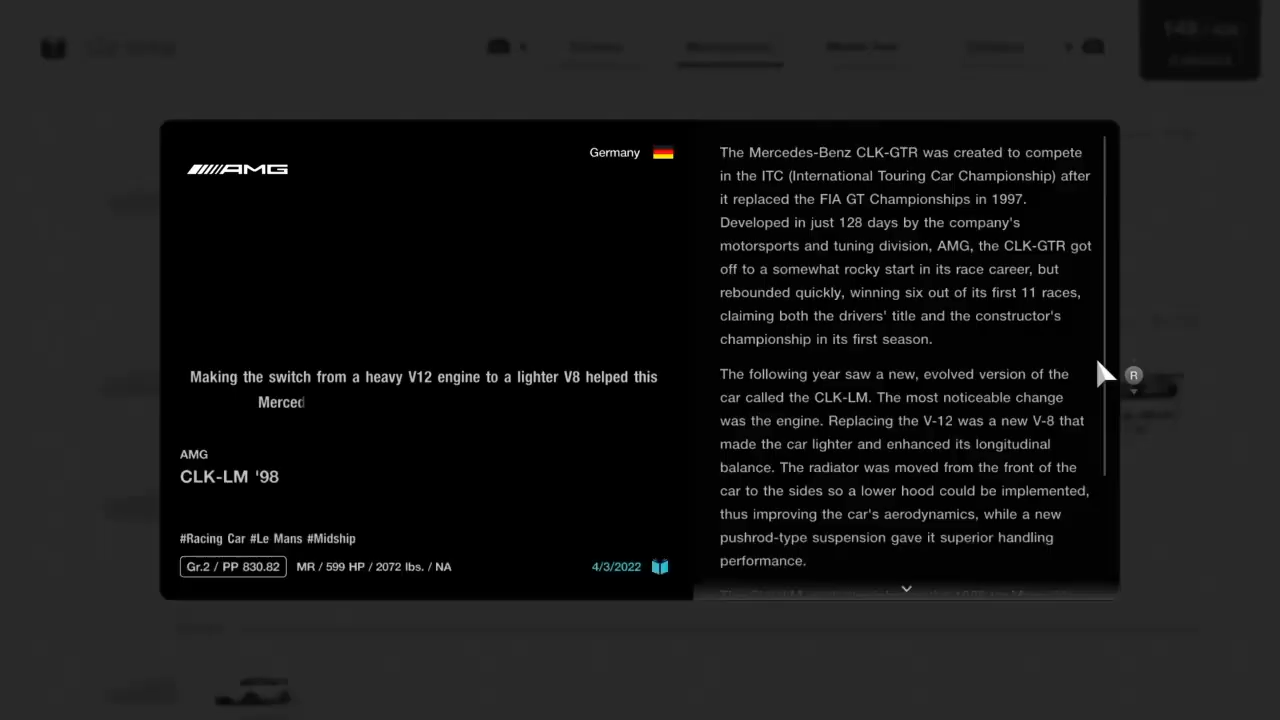 AMG
Germany
Making the switch from a heavy V12 engine to a lighter V8 helped this
Merced
AMG
CLK-LM '98
#Racing Car #Le Mans #Midship
Gr.2 / PP 830.82 MR / 599 HP / 2072 lbs. / NA
4/3/2022
The Mercedes-Benz CLK-GTR was created to compete
in the ITC (International Touring Car Championship) after
it replaced the FIA GT Championships in 1997.
Developed in just 128 days by the company's
motorsports and tuning division, AMG, the CLK-GTR got
off to a somewhat rocky start in its race career, but
rebounded quickly, winning six out of its first 11 races,
claiming both the drivers' title and the constructor's
championship in its first season.
The following year saw a new, evolved version of the
car called the CLK-LM. The most noticeable change
was the engine. Replacing the V-12 was a new V-8 that
made the car lighter and enhanced its longitudinal
balance. The radiator was moved from the front of the
car to the sides so a lower hood could be implemented,
thus improving the car's aerodynamics, while a new
pushrod-type suspension gave it superior handling
performance.
R